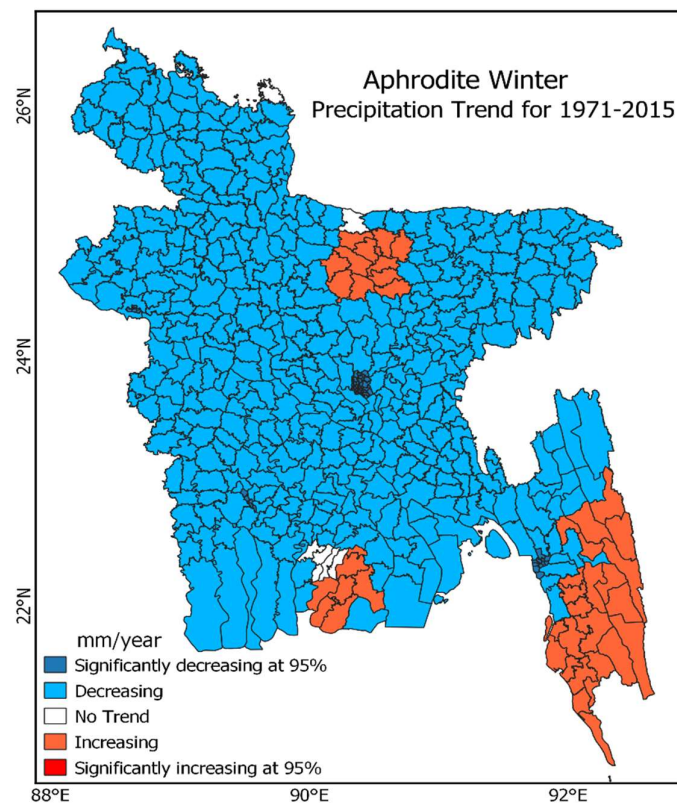 Aphrodite Winter
Precipitation Trend for 1971-2015
26°N
24°N
22°N
mm/year
Significantly decreasing at 95%
Decreasing
No Trend
Increasing
Significantly increasing at 95%
88°E
90°E
92°E